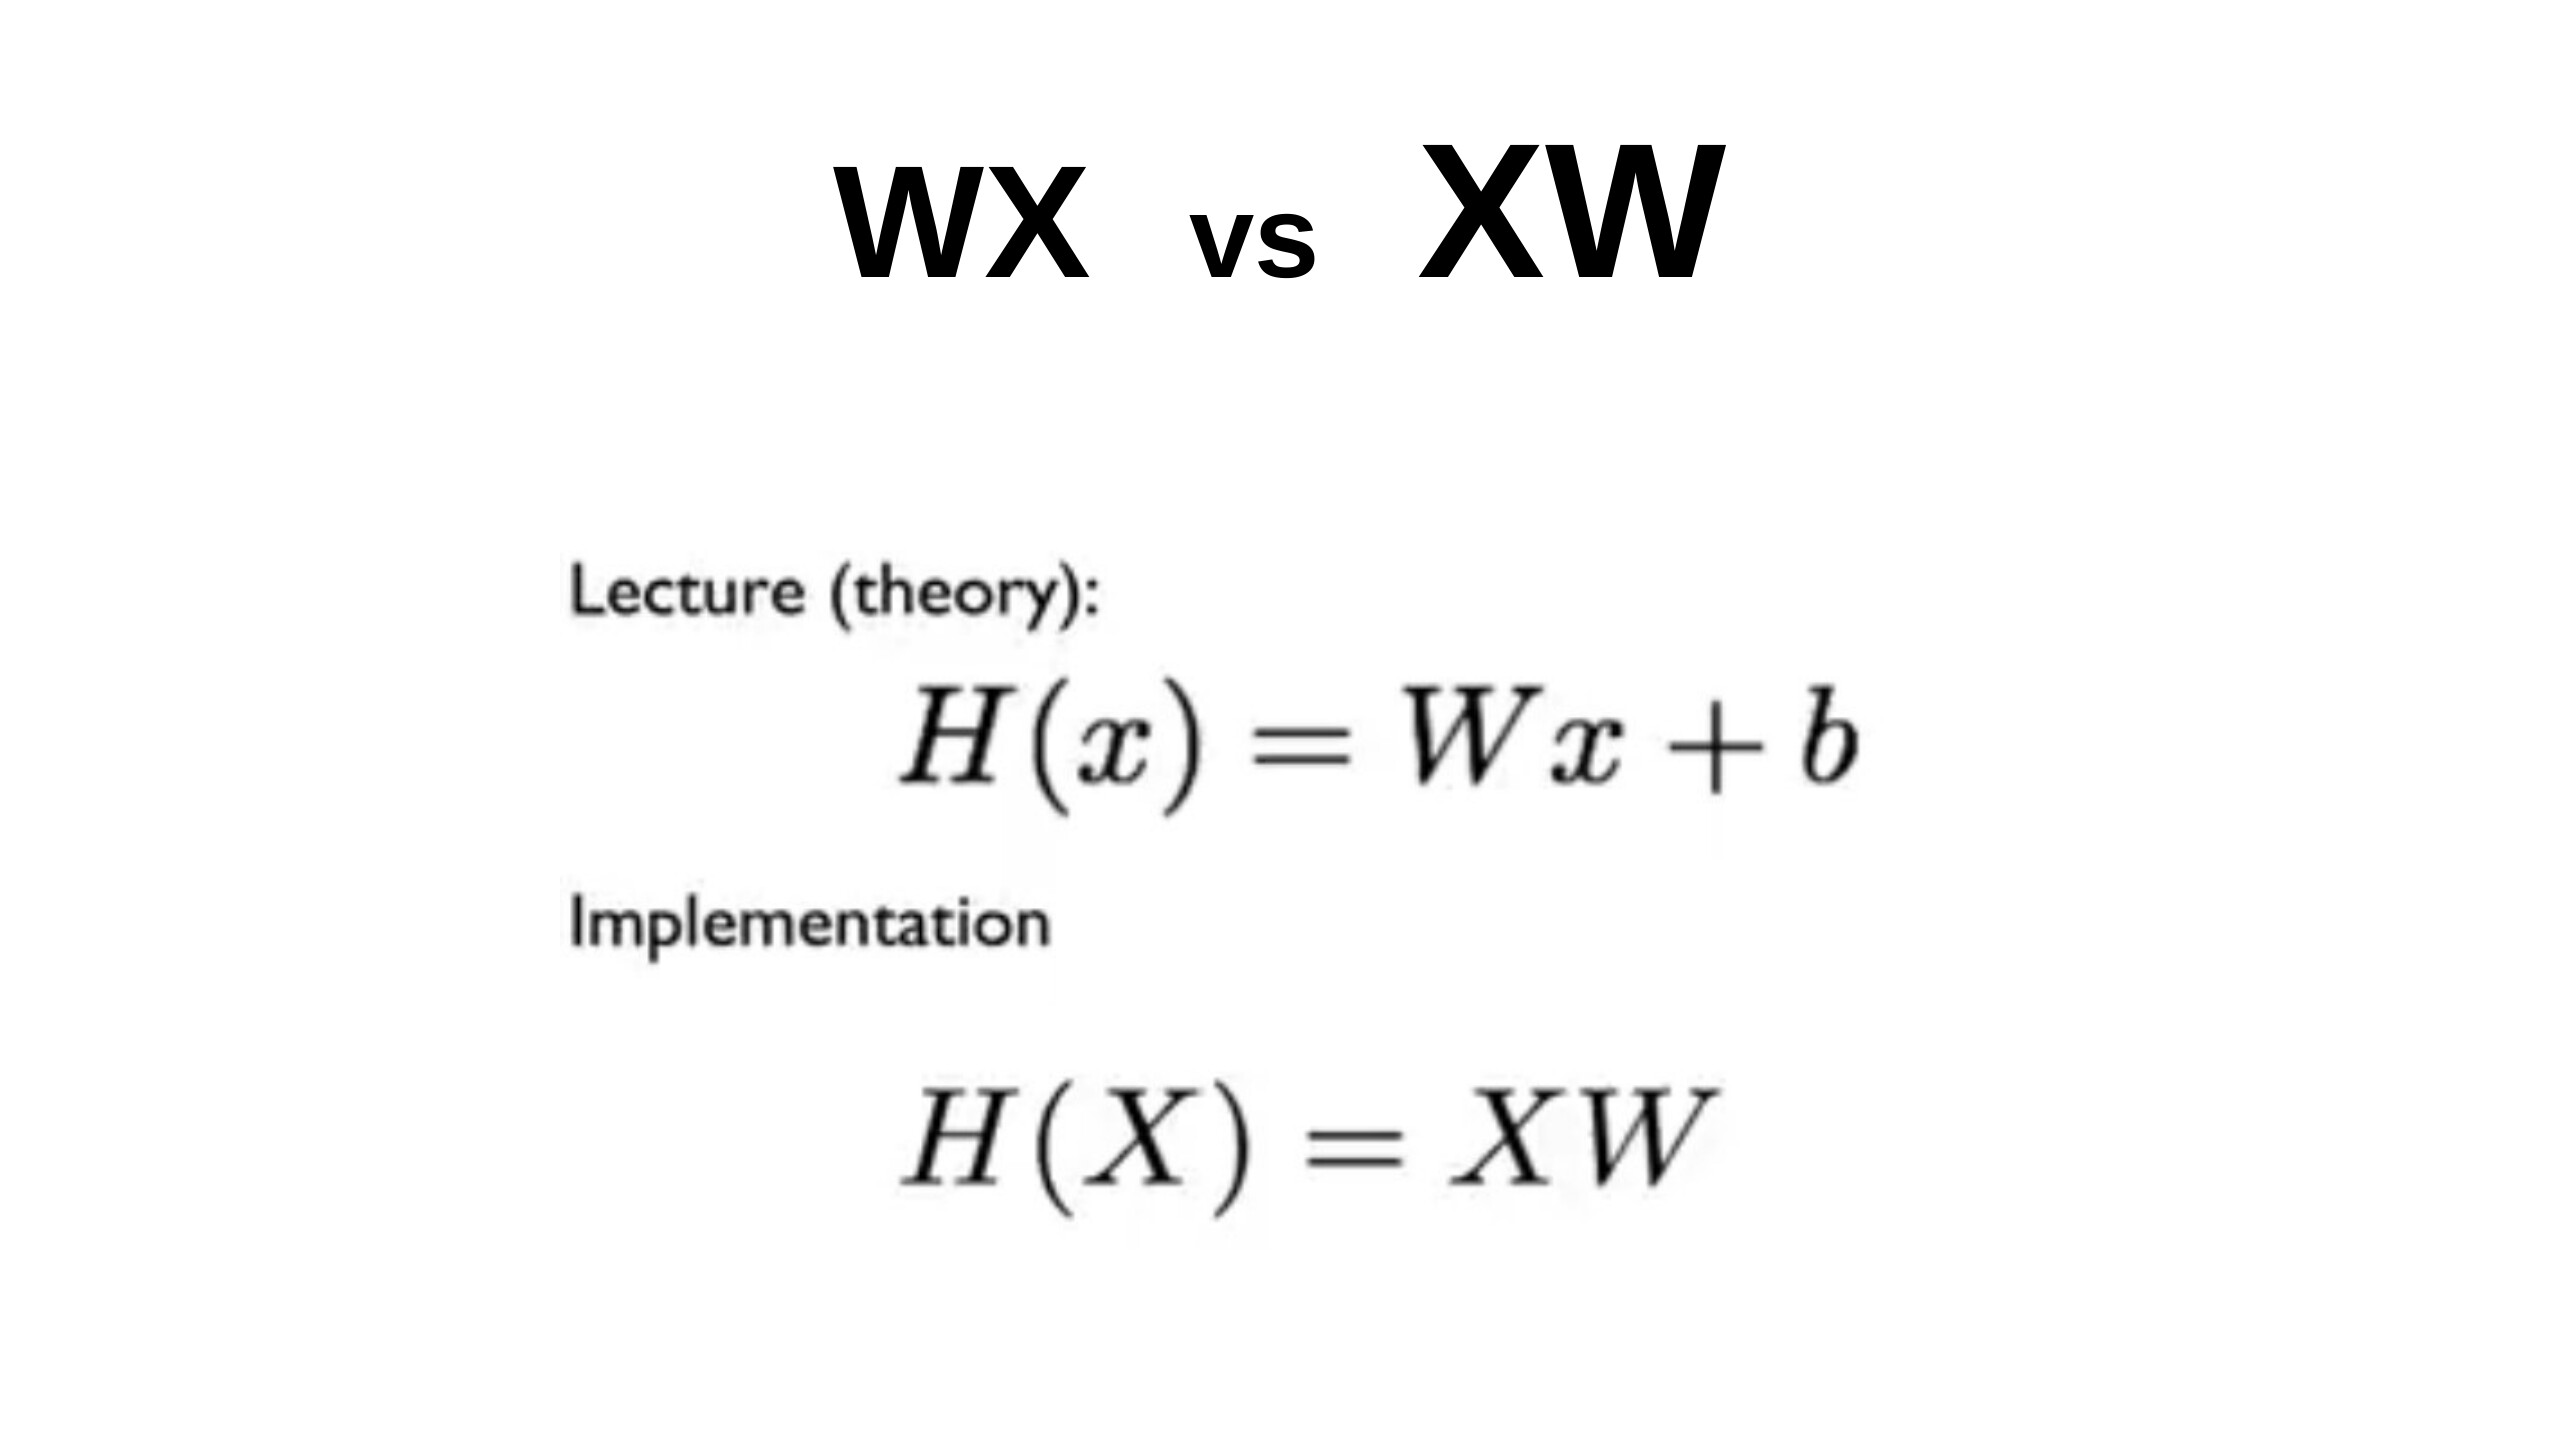 WX vs XW
Lecture (theory):
H(x) = Wx + b
Implementation
H(X) = XW